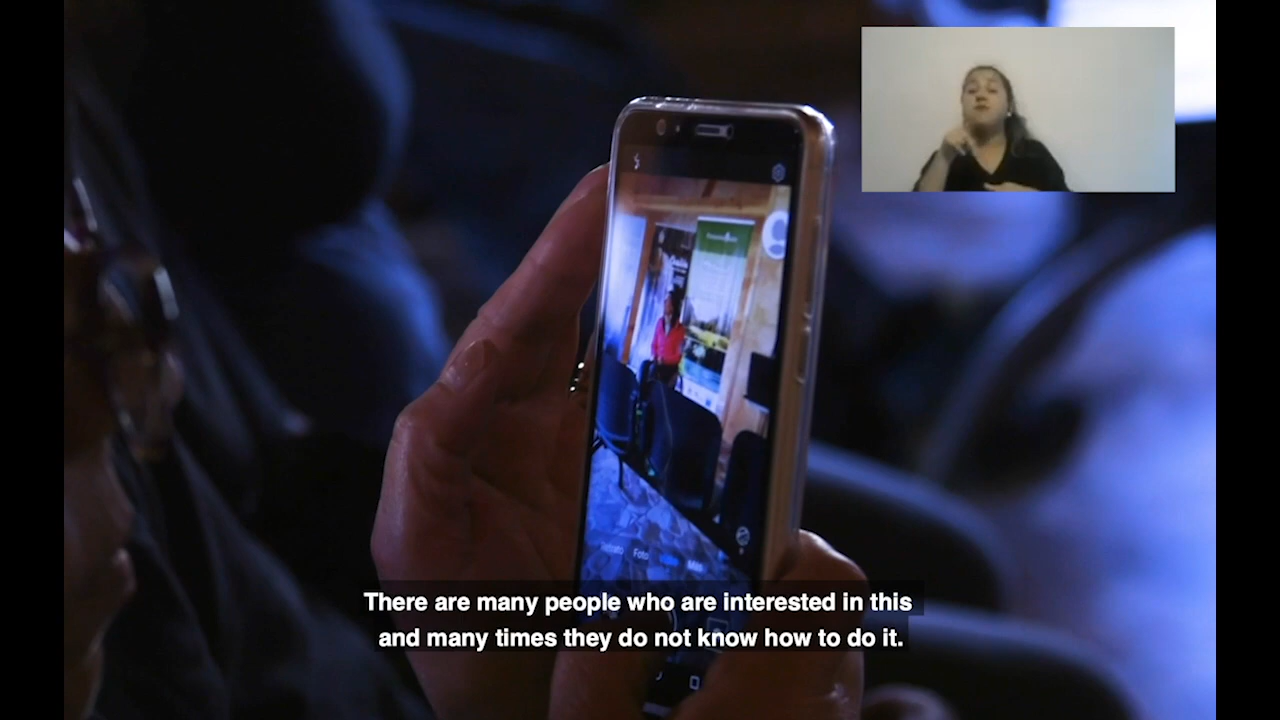 Foto
There are many people who are interested in this
and many times they do not know how to do it.